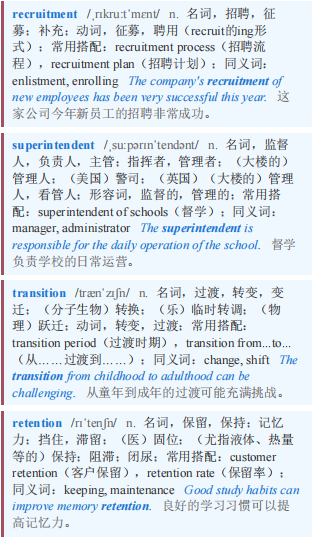 recruitment /ˌrɪkruːt'mɛnt/ n. 名词，招聘，征
募；补充；动词，征募，聘用（recruit的ing形
式）；常用搭配：recruitment process（招聘流
程），recruitment plan（招聘计划）；同义词：
enlistment, enrolling The company's recruitment of
new employees has been very successful this year. 这
家公司今年新员工的招聘非常成功。
superintendent /ˌsuːpərɪn'tɛndənt/ n. 名词，监督
人，负责人，主管；指挥者，管理者；（大楼的）
管理人；（美国）警司；（英国）（大楼的）管理
人，看管人；形容词，监督的，管理的；常用搭
配：superintendent of schools（督学）；同义词：
manager, administrator The superintendent is
responsible for the daily operation of the school. 督学
负责学校的日常运营。
transition /træn'zɪʃn/ n. 名词，过渡，转变，变
迁；（分子生物）转换；（乐）临时转调；（物
理）跃迁；动词，转变，过渡；常用搭配：
transition period（过渡时期），transition from...to...
（从……过渡到……）；同义词：change, shift The
transition from childhood to adulthood can be
challenging. 从童年到成年的过渡可能充满挑战。
retention /rɪ'tenʃn/ n. 名词，保留，保持；记忆
力；挡住，滞留；（医）固位；（尤指液体、热量
等的）保持；阻滞；闭尿；常用搭配：customer
retention（客户保留），retention rate（保留率）；
同义词：keeping, maintenance Good study habits can
improve memory retention. 良好的学习习惯可以提
高记忆力。